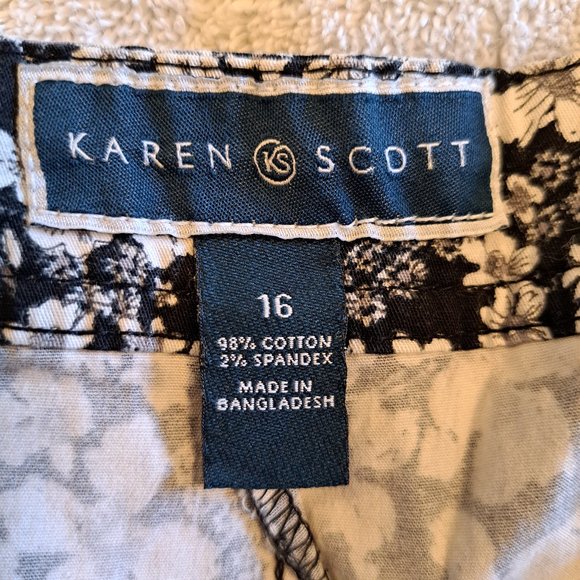 KAREN KS SCOTT
16
98% COTTON
2% SPANDEX
MADE IN
BANGLADESH